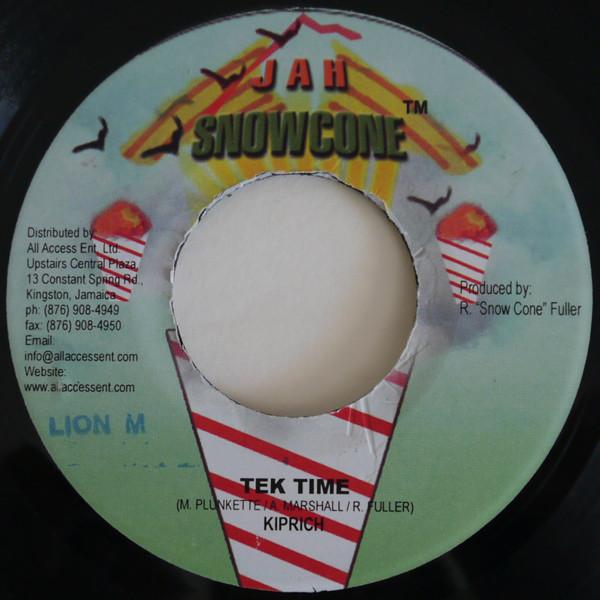 JAH
SNOWCONE™
Distributed by:
All Access Ent, Ltd.
Upstairs Central Plaza,
13 Constant Spring Rd.,
Kingston, Jamaica
ph: (876) 908-4949
fax: (876) 908-4950
Email:
info@allaccessent.com
Website:
www.allaccessent.com
Produced by:
R. "Snow Cone" Fuller
LION M
TEK TIME
(M. PLUNKETTE / A. MARSHALL / R. FULLER)
KIPRICH